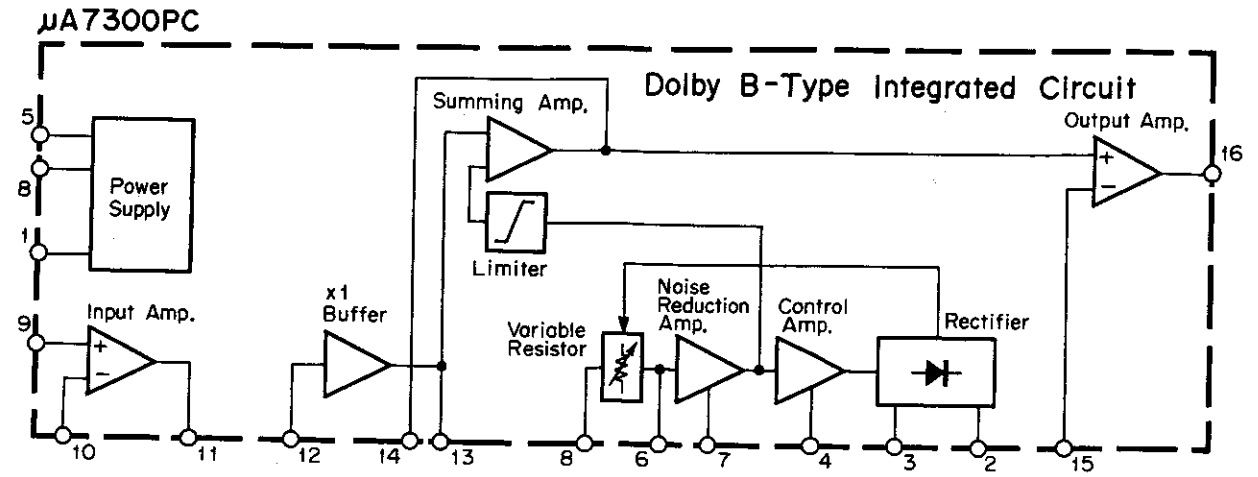 μA7300PC
Dolby B-Type Integrated Circuit
Summing Amp.
Output Amp.
5
8
1
Power
Supply
+
−
16
Limiter
9
Input Amp.
+
−
x1
Buffer
Variable
Resistor
Noise
Reduction
Amp.
Control
Amp.
Rectifier
10
11
12
14
13
8
6
7
4
3
2
15